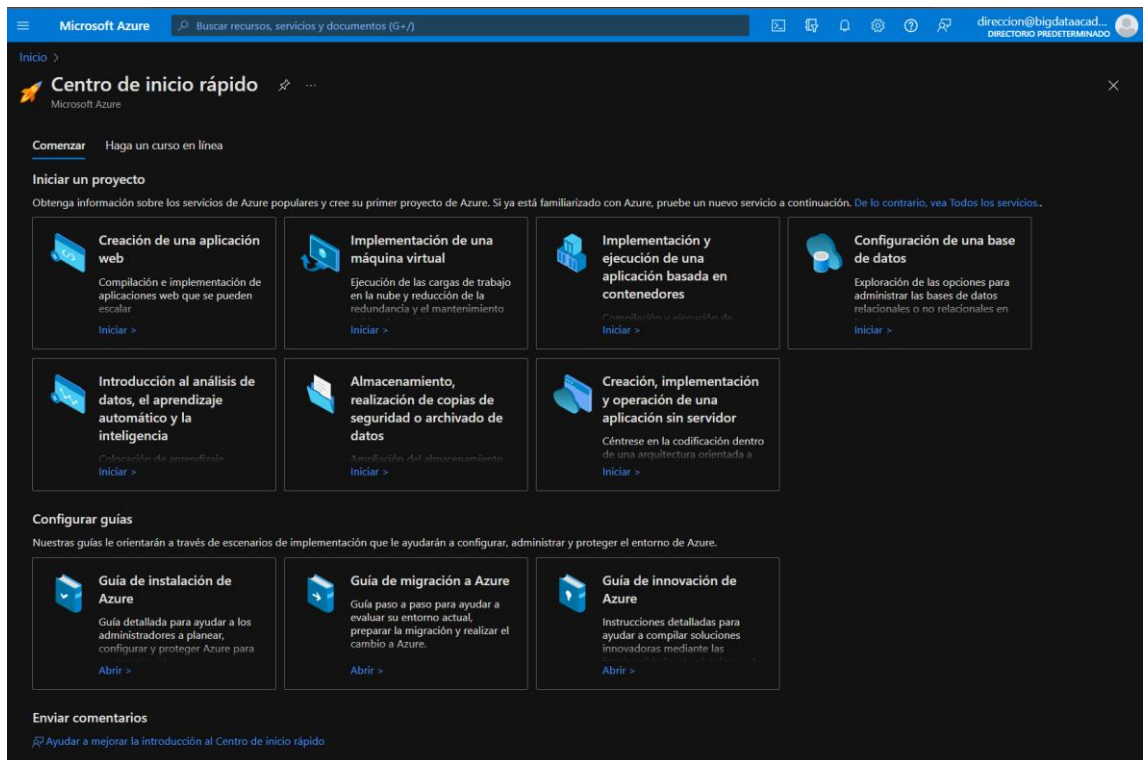 Microsoft Azure
Buscar recursos, servicios y documentos (G+/)
direccion@bigdataacad...
DIRECTORIO PREDETERMINADO
Inicio >
Centro de inicio rápido
Microsoft Azure
Comenzar
Haga un curso en línea
Iniciar un proyecto
Obtenga información sobre los servicios de Azure populares y cree su primer proyecto de Azure. Si ya está familiarizado con Azure, pruebe un nuevo servicio a continuación. De lo contrario, vea Todos los servicios..
Creación de una aplicación
web
Compilación e implementación de
aplicaciones web que se pueden
escalar
Iniciar >
Implementación de una
máquina virtual
Ejecución de las cargas de trabajo
en la nube y reducción de la
redundancia y el mantenimiento
Iniciar >
Implementación y
ejecución de una
aplicación basada en
contenedores
Compilación y ejecución de
Iniciar >
Configuración de una base
de datos
Exploración de las opciones para
administrar las bases de datos
relacionales o no relacionales en
Iniciar >
Introducción al análisis de
datos, el aprendizaje
automático y la
inteligencia
Colocación de aprendizaje
Iniciar >
Almacenamiento,
realización de copias de
seguridad o archivado de
datos
Ampliación del almacenamiento
Iniciar >
Creación, implementación
y operación de una
aplicación sin servidor
Céntrese en la codificación dentro
de una arquitectura orientada a
Iniciar >
Configurar guías
Nuestras guías le orientarán a través de escenarios de implementación que le ayudarán a configurar, administrar y proteger el entorno de Azure.
Guía de instalación de
Azure
Guía detallada para ayudar a los
administradores a planear,
configurar y proteger Azure para
Abrir >
Guía de migración a Azure
Guía paso a paso para ayudar a
evaluar su entorno actual,
preparar la migración y realizar el
cambio a Azure.
Abrir >
Guía de innovación de
Azure
Instrucciones detalladas para
ayudar a compilar soluciones
innovadoras mediante las
Abrir >
Enviar comentarios
Ayudar a mejorar la introducción al Centro de inicio rápido